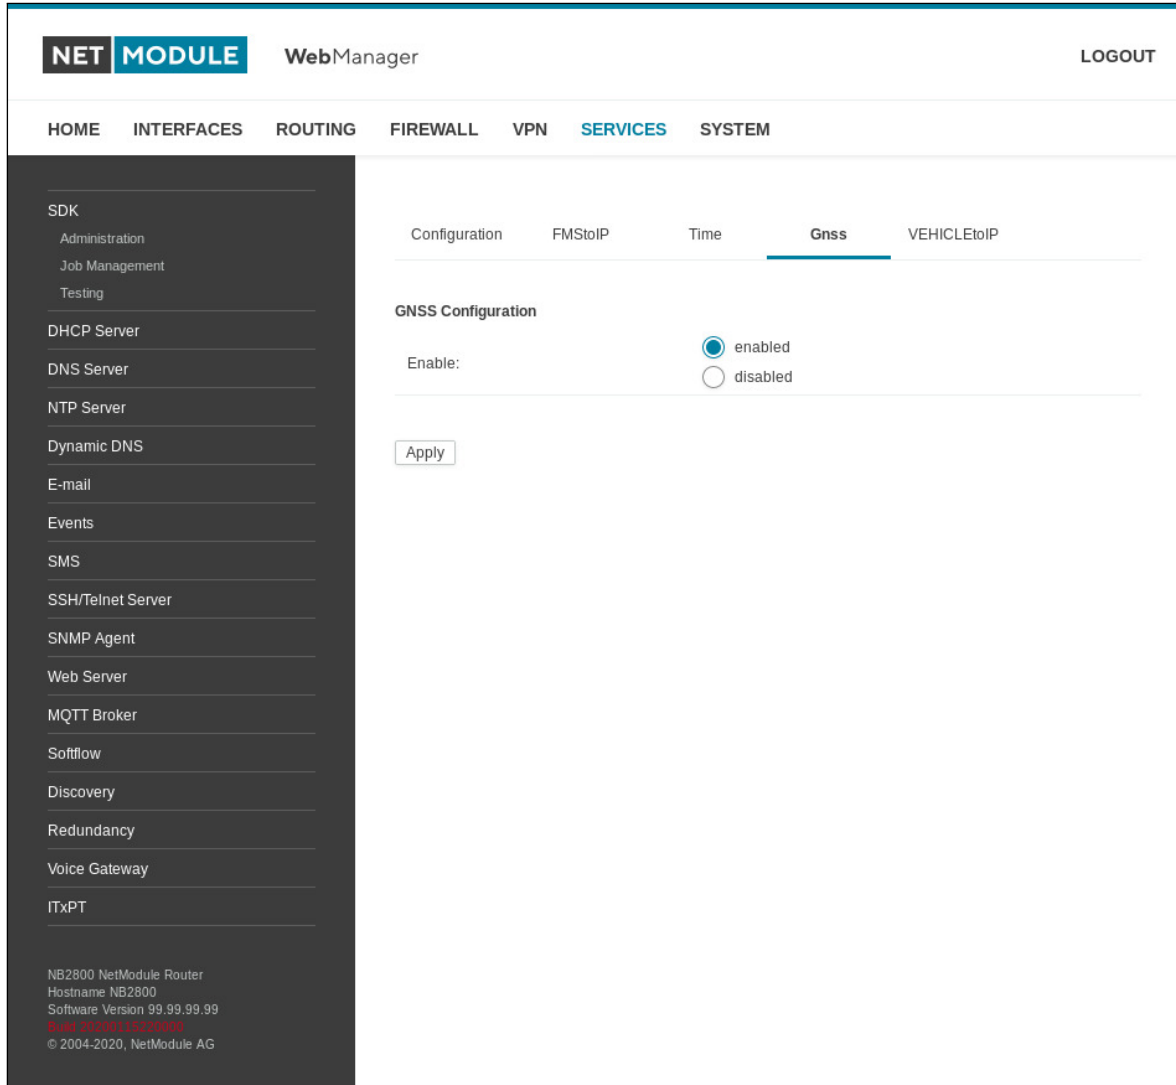 NET MODULE WebManager LOGOUT
HOME INTERFACES ROUTING FIREWALL VPN SERVICES SYSTEM
SDK
Administration
Job Management
Testing
DHCP Server
DNS Server
NTP Server
Dynamic DNS
E-mail
Events
SMS
SSH/Telnet Server
SNMP Agent
Web Server
MQTT Broker
Softflow
Discovery
Redundancy
Voice Gateway
ITxPT
NB2800 NetModule Router
Hostname NB2800
Software Version 99.99.99.99
Build
© 2004-2020, NetModule AG
Configuration FMStoIP Time Gnss VEHICLEtoIP
GNSS Configuration
Enable:
enabled
disabled
Apply